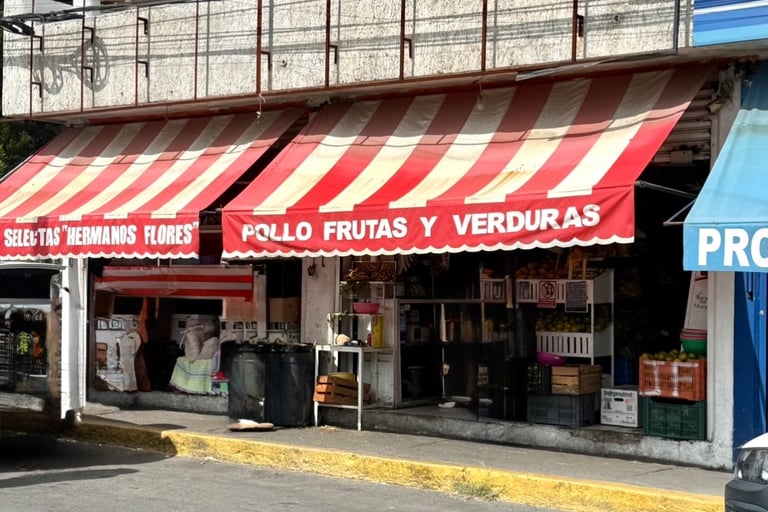 SELECTAS "HERMANOS FLORES"
POLLO FRUTAS Y VERDURAS
PRO